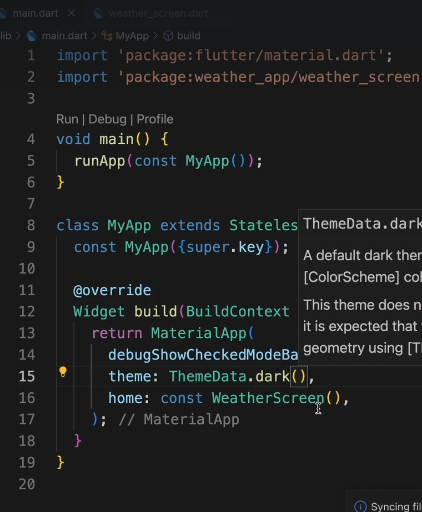 main.dart weather_screen.dart
lib > main.dart > MyApp > build
1 import 'package:flutter/material.dart';
2 import 'package:weather_app/weather_screen
3
Run | Debug | Profile
4 void main() {
5 runApp(const MyApp());
6 }
7
8 class MyApp extends Stateles
9 const MyApp({super.key});
10
11 @override
12 Widget build(BuildContext
13 return MaterialApp(
14 debugShowCheckedModeBa
15 theme: ThemeData.dark(),
16 home: const WeatherScreen(),
17 ); // MaterialApp
18 }
19 }
20
ThemeData.dark
A default dark ther
[ColorScheme] col
This theme does n
it is expected that
geometry using [T
Syncing fil